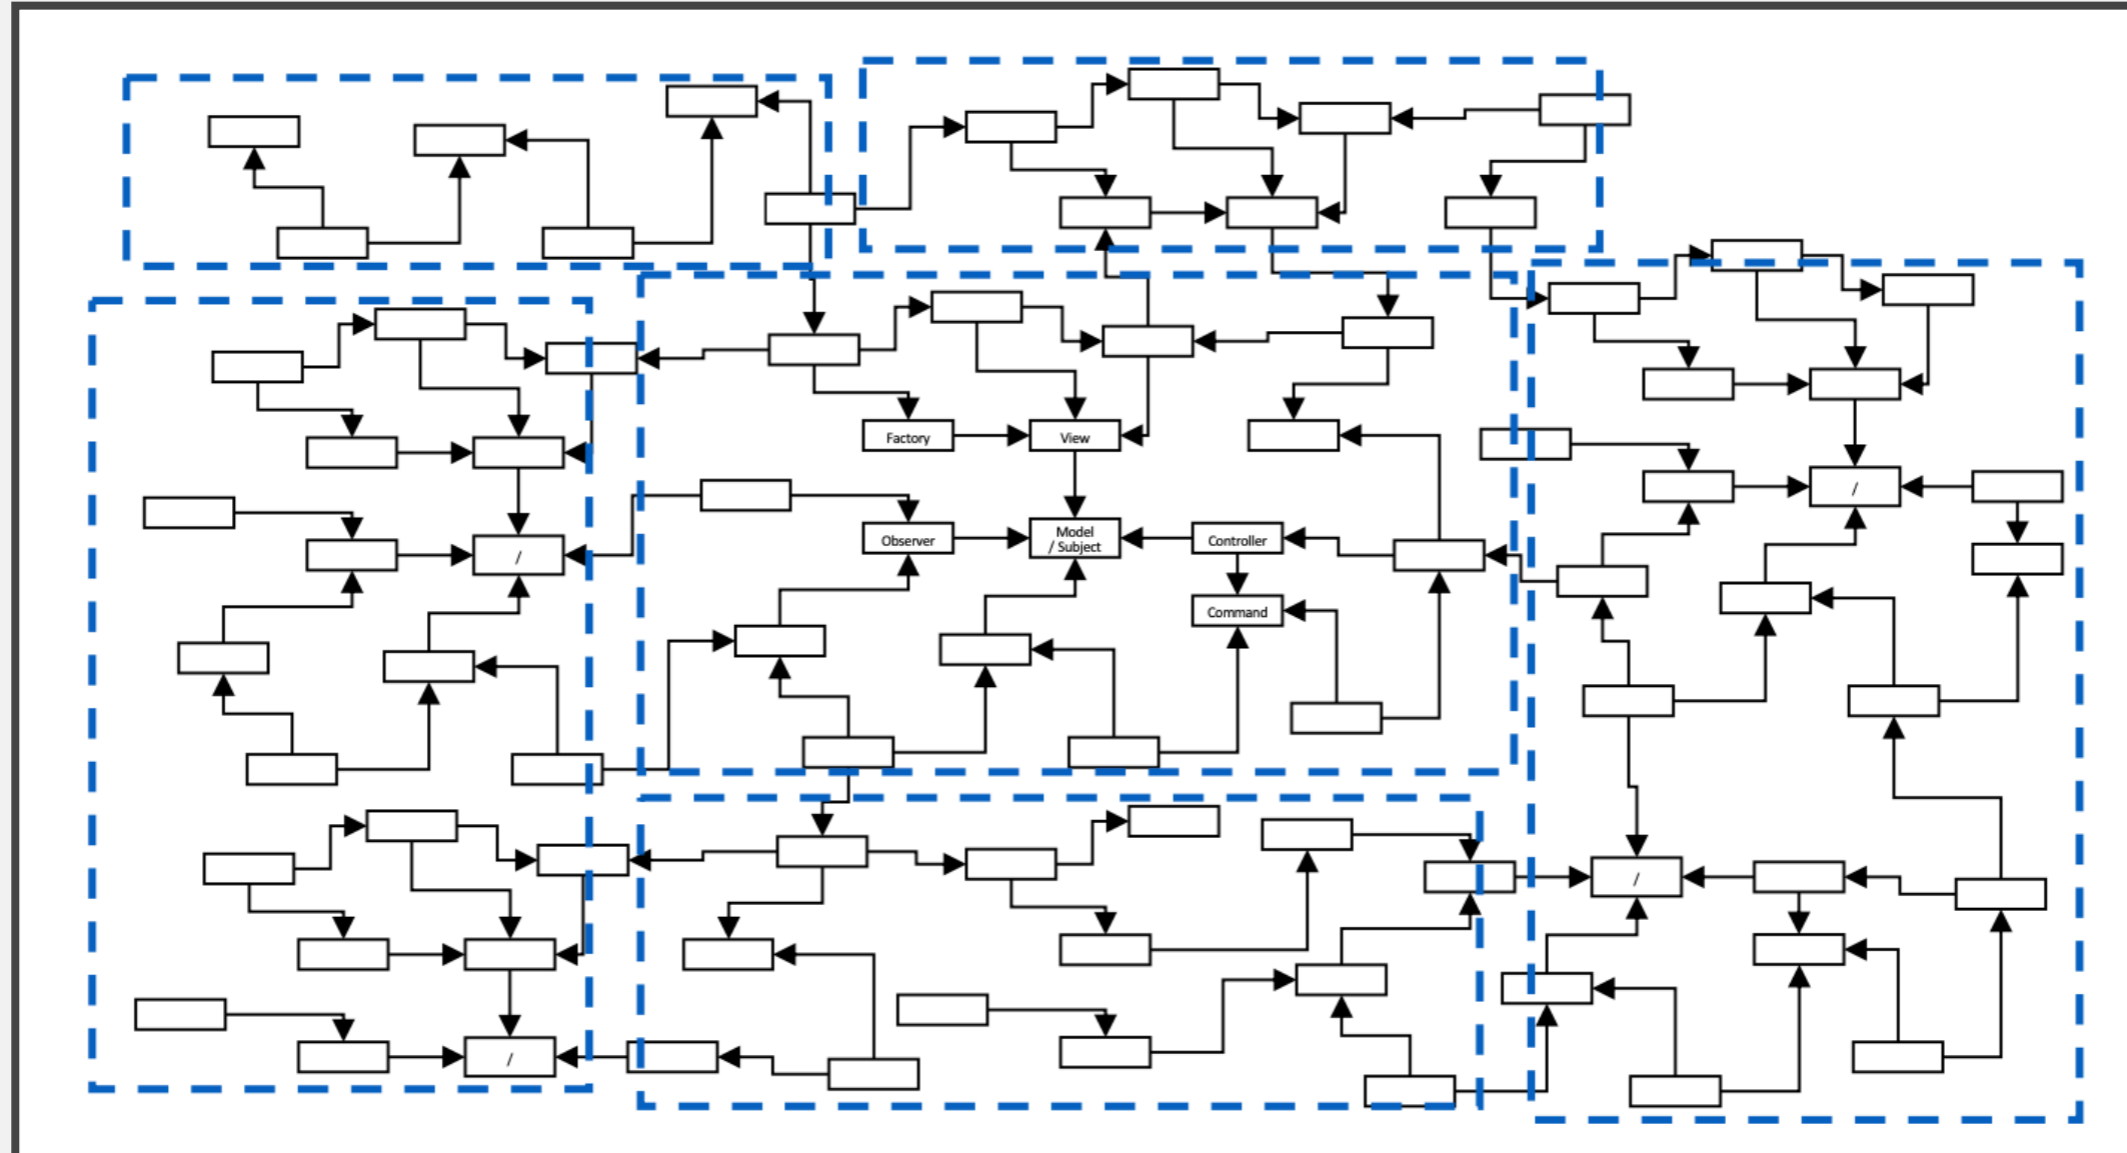 Factory
View
/
Observer
Model
/ Subject
Controller
/
Command
/
/